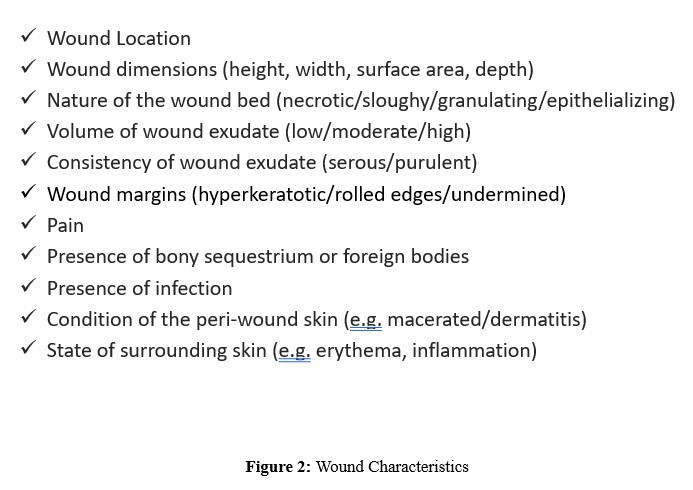 ✓ Wound Location
✓ Wound dimensions (height, width, surface area, depth)
✓ Nature of the wound bed (necrotic/sloughy/granulating/epithelializing)
✓ Volume of wound exudate (low/moderate/high)
✓ Consistency of wound exudate (serous/purulent)
✓ Wound margins (hyperkeratotic/rolled edges/undermined)
✓ Pain
✓ Presence of bony sequestrium or foreign bodies
✓ Presence of infection
✓ Condition of the peri-wound skin (e.g. macerated/dermatitis)
✓ State of surrounding skin (e.g. erythema, inflammation)
Figure 2: Wound Characteristics